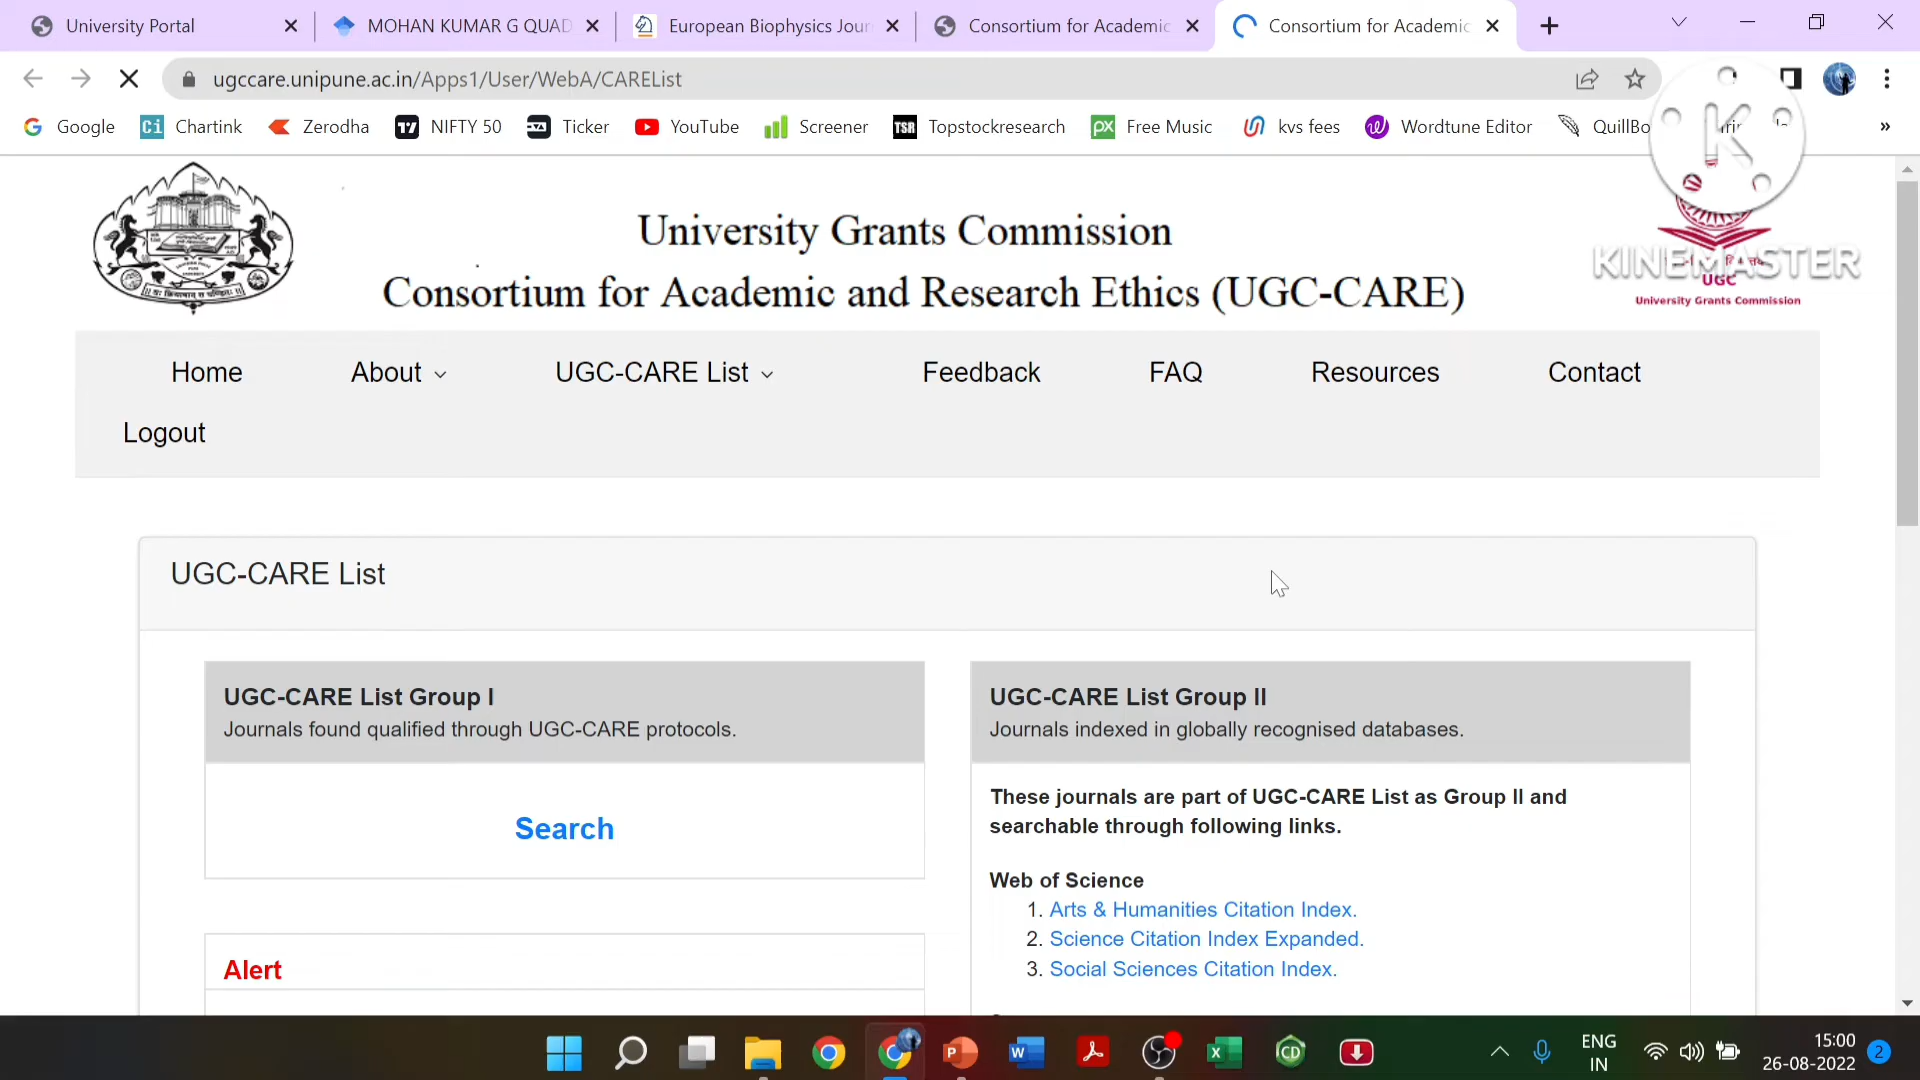 University Portal
MOHAN KUMAR G QUAD
European Biophysics Jour
Consortium for Academic
Consortium for Academic
ugccare.unipune.ac.in/Apps1/User/WebA/CAREList
Google
Chartink
Zerodha
NIFTY 50
Ticker
YouTube
Screener
Topstockresearch
Free Music
kvs fees
Wordtune Editor
QuillBo
»
University Grants Commission
Consortium for Academic and Research Ethics (UGC-CARE)
K
KINEMASTER
UGC
University Grants Commission
Home
About
UGC-CARE List
Feedback
FAQ
Resources
Contact
Logout
UGC-CARE List
UGC-CARE List Group I
Journals found qualified through UGC-CARE protocols.
Search
Alert
UGC-CARE List Group II
Journals indexed in globally recognised databases.
These journals are part of UGC-CARE List as Group II and
searchable through following links.
Web of Science
1. Arts & Humanities Citation Index.
2. Science Citation Index Expanded.
3. Social Sciences Citation Index.
ENG
IN
15:00
26-08-2022
2